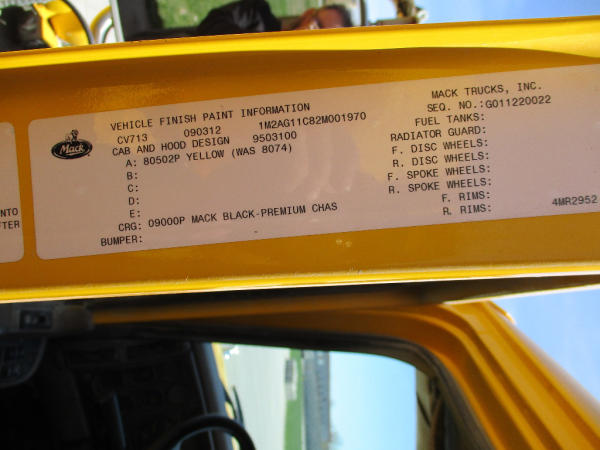 VEHICLE FINISH PAINT INFORMATION
CV713 090312 1M2AG11C82M001970
CAB AND HOOD DESIGN 9503100
A: 80502P YELLOW (WAS 8074)
B:
C:
D:
E:
CRG: 09000P MACK BLACK-PREMIUM CHAS
BUMPER:
Mack
MACK TRUCKS, INC.
SEQ. NO.:G011220022
FUEL TANKS:
RADIATOR GUARD:
F. DISC WHEELS:
R. DISC WHEELS:
F. SPOKE WHEELS:
R. SPOKE WHEELS:
F. RIMS:
R. RIMS:
4MR2952